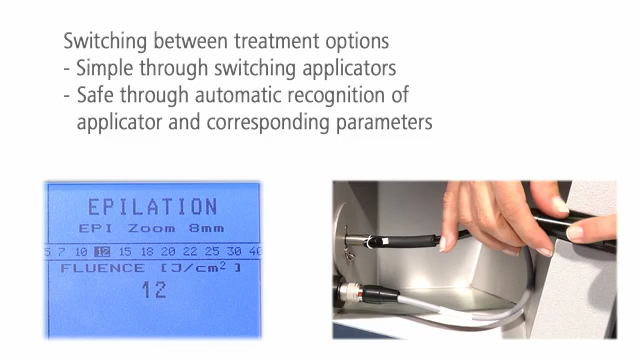 Switching between treatment options
- Simple through switching applicators
- Safe through automatic recognition of
applicator and corresponding parameters
EPILATION
EPI Zoom 8mm
5 7 10 12 15 18 20 22 25 30 40
FLUENCE [J/cm²]
12